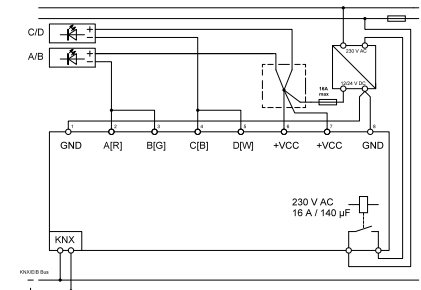 C/D
+
-
A/B
+
-
230 V AC
12/24 V DC
16A
max
1 2 3 4 5 6 7 8
GND A[R] B[G] C[B] D[W] +VCC +VCC GND
230 V AC
16 A / 140 µF
KNX
KNX/EIB Bus
-
+